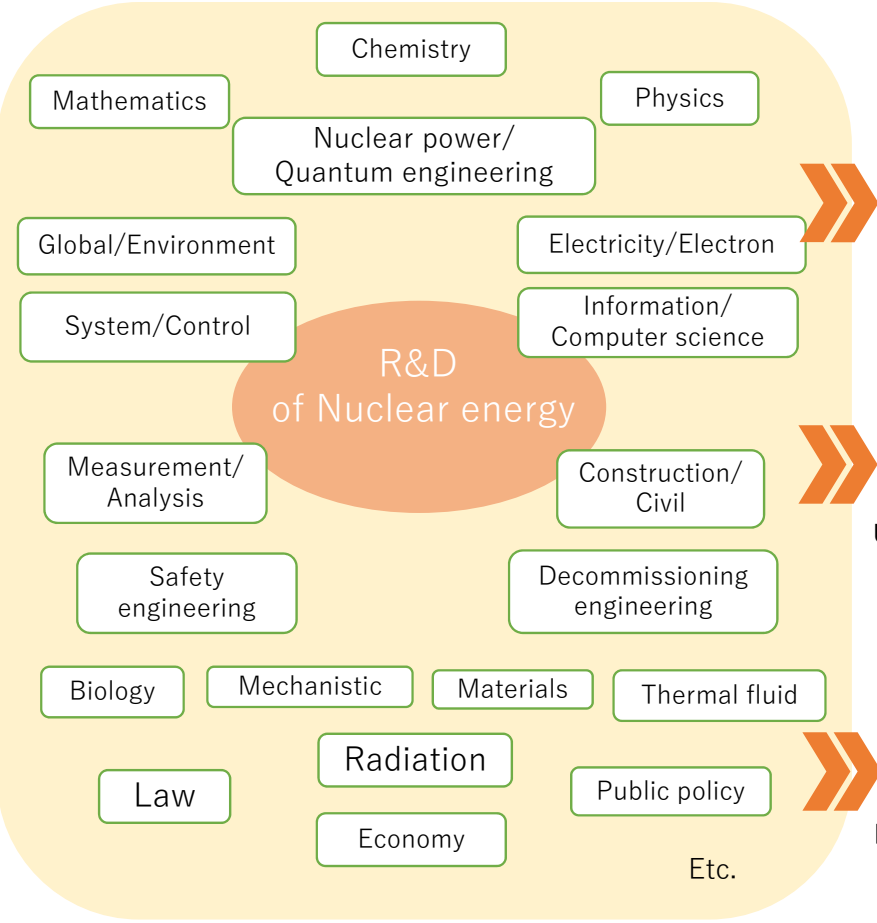 Chemistry
Mathematics
Physics
Nuclear power/
Quantum engineering
Global/Environment
Electricity/Electron
System/Control
Information/
Computer science
R&D
of Nuclear energy
Measurement/
Analysis
Construction/
Civil
Safety
engineering
Decommissioning
engineering
Biology
Mechanistic
Materials
Thermal fluid
Radiation
Law
Public policy
Economy
Etc.